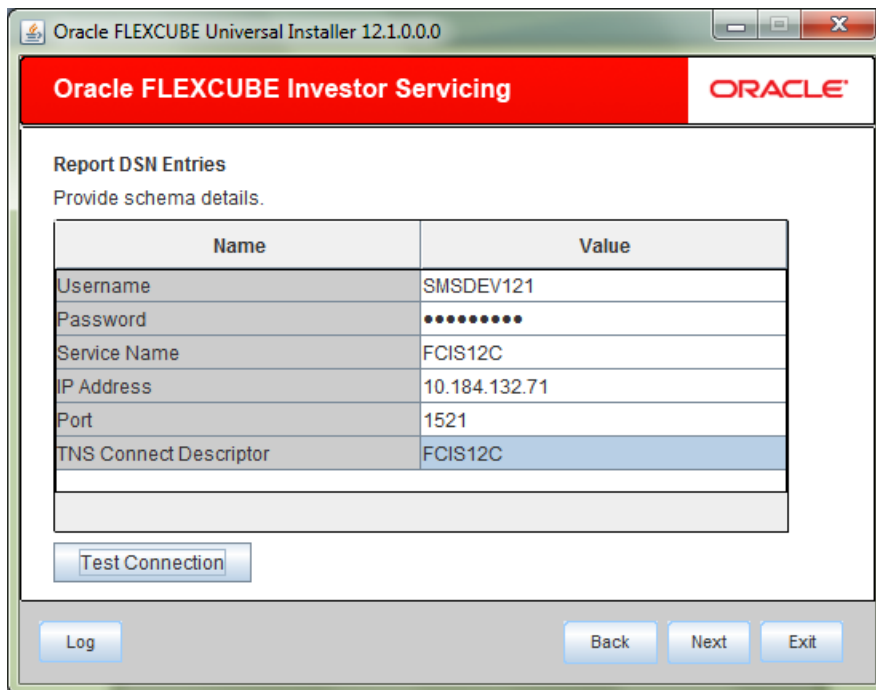 Oracle FLEXCUBE Universal Installer 12.1.0.0.0
Oracle FLEXCUBE Investor Servicing
ORACLE®
Report DSN Entries
Provide schema details.
Name Value
Username SMSDEV121
Password •••••••••
Service Name FCIS12C
IP Address 10.184.132.71
Port 1521
TNS Connect Descriptor FCIS12C
Test Connection
Log Back Next Exit